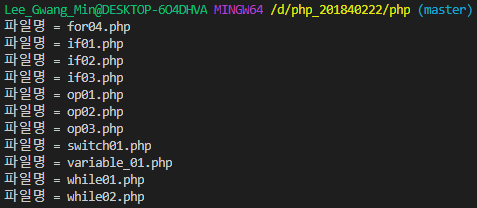 Lee_Gwang_Min@DESKTOP-6O4DHVA MINGW64 /d/php_201840222/php (master)
파일명 = for04.php
파일명 = if01.php
파일명 = if02.php
파일명 = if03.php
파일명 = op01.php
파일명 = op02.php
파일명 = op03.php
파일명 = switch01.php
파일명 = variable_01.php
파일명 = while01.php
파일명 = while02.php